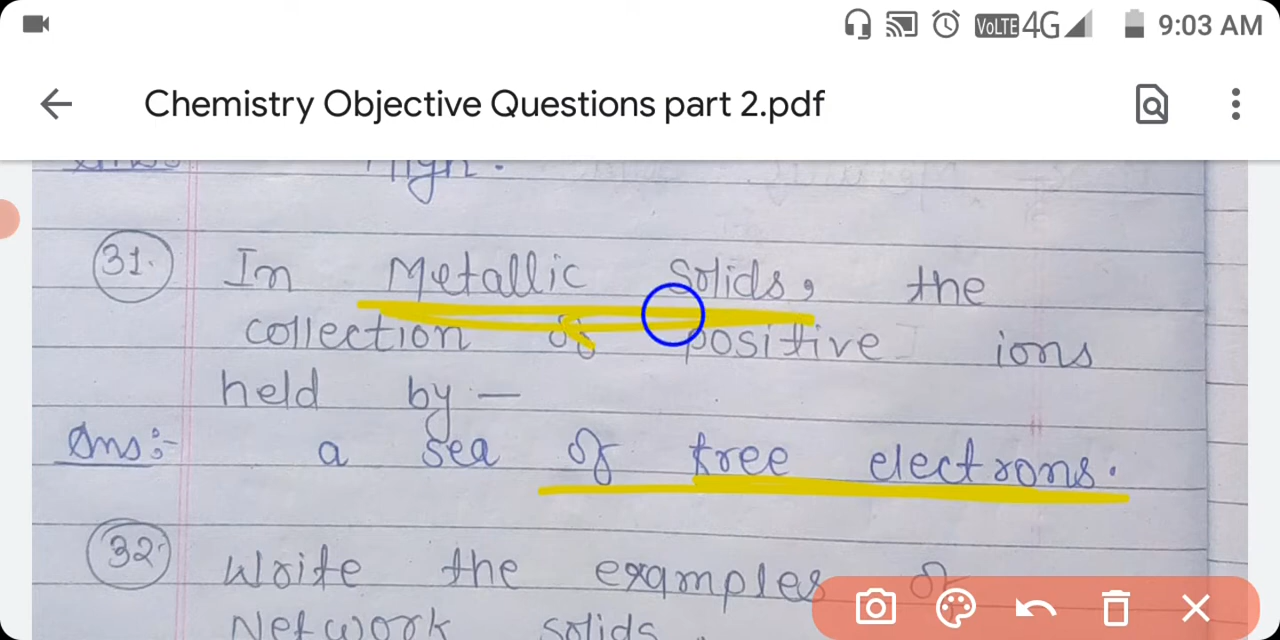 VoLTE 4G 9:03 AM
Chemistry Objective Questions part 2.pdf
High.
31. In Metallic Solids, the
collection of positive ions
held by —
Ans:- a sea of free electrons.
32. Write the examples of
Network solids.